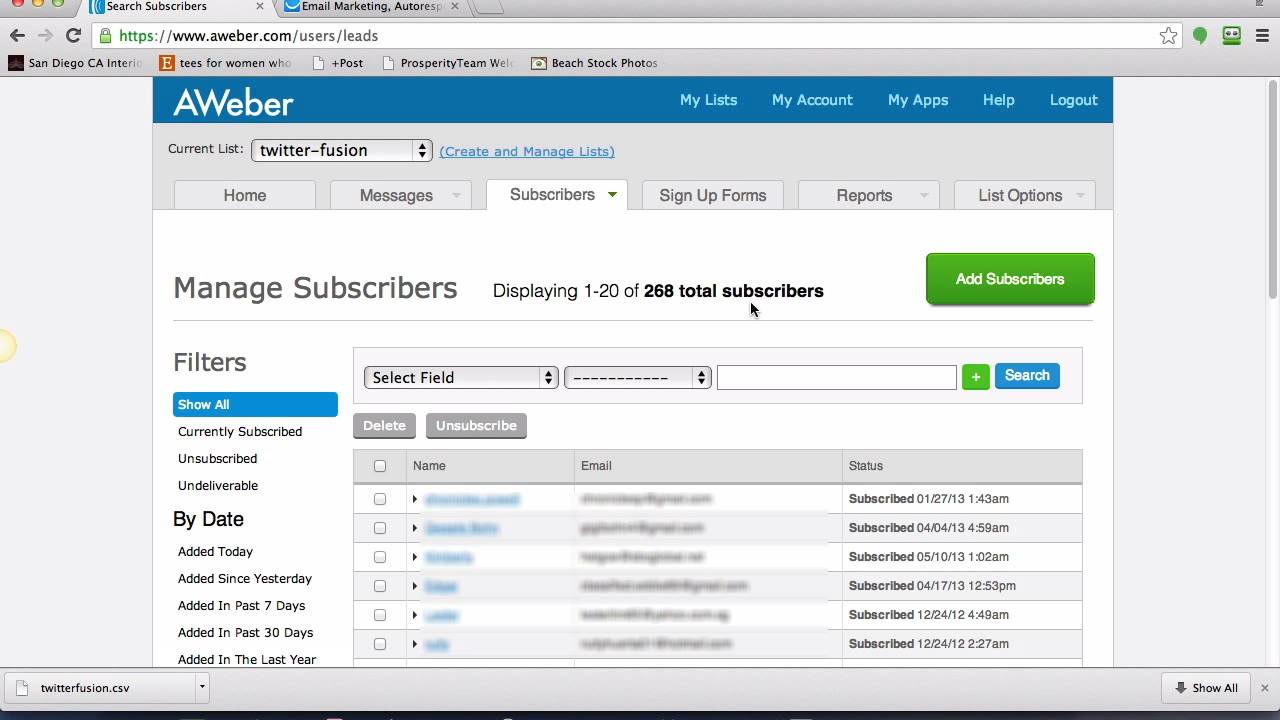 Search Subscribers
Email Marketing, Autoresp
https://www.aweber.com/users/leads
San Diego CA Interio
tees for women who
+Post
ProsperityTeam Wel
Beach Stock Photos
AWeber
My Lists My Account My Apps Help Logout
Current List: twitter-fusion (Create and Manage Lists)
Home Messages Subscribers Sign Up Forms Reports List Options
Manage Subscribers Displaying 1-20 of 268 total subscribers Add Subscribers
Filters
Select Field ----------- + Search
Show All
Delete Unsubscribe
Currently Subscribed
Unsubscribed
Undeliverable
By Date
Added Today
Added Since Yesterday
Added In Past 7 Days
Added In Past 30 Days
Added In The Last Year
Name Email Status
Subscribed 01/27/13 1:43am
Subscribed 04/04/13 4:59am
Subscribed 05/10/13 1:02am
Subscribed 04/17/13 12:53pm
Subscribed 12/24/12 4:49am
Subscribed 12/24/12 2:27am
twitterfusion.csv
Show All